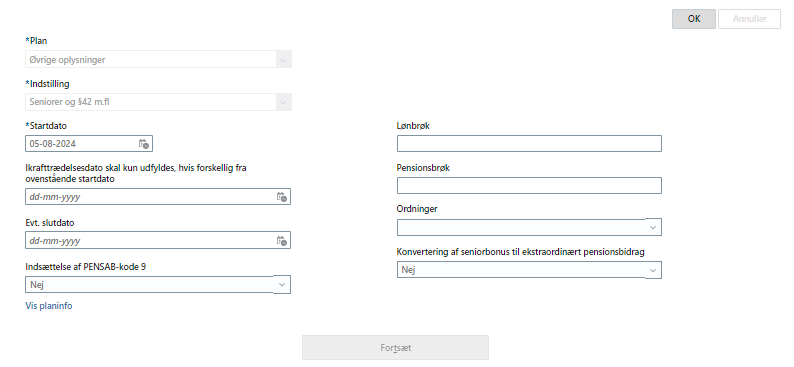 OK
Annuller
*Plan
Øvrige oplysninger
*Indstilling
Seniorer og §42 m.fl
*Startdato
05-08-2024
Ikrafttrædelsesdato skal kun udfyldes, hvis forskellig fra
ovenstående startdato
dd-mm-yyyy
Evt. slutdato
dd-mm-yyyy
Indsættelse af PENSAB-kode 9
Nej
Vis planinfo
Lønbrøk
Pensionsbrøk
Ordninger
Konvertering af seniorbonus til ekstraordinært pensionsbidrag
Nej
Fortsæt